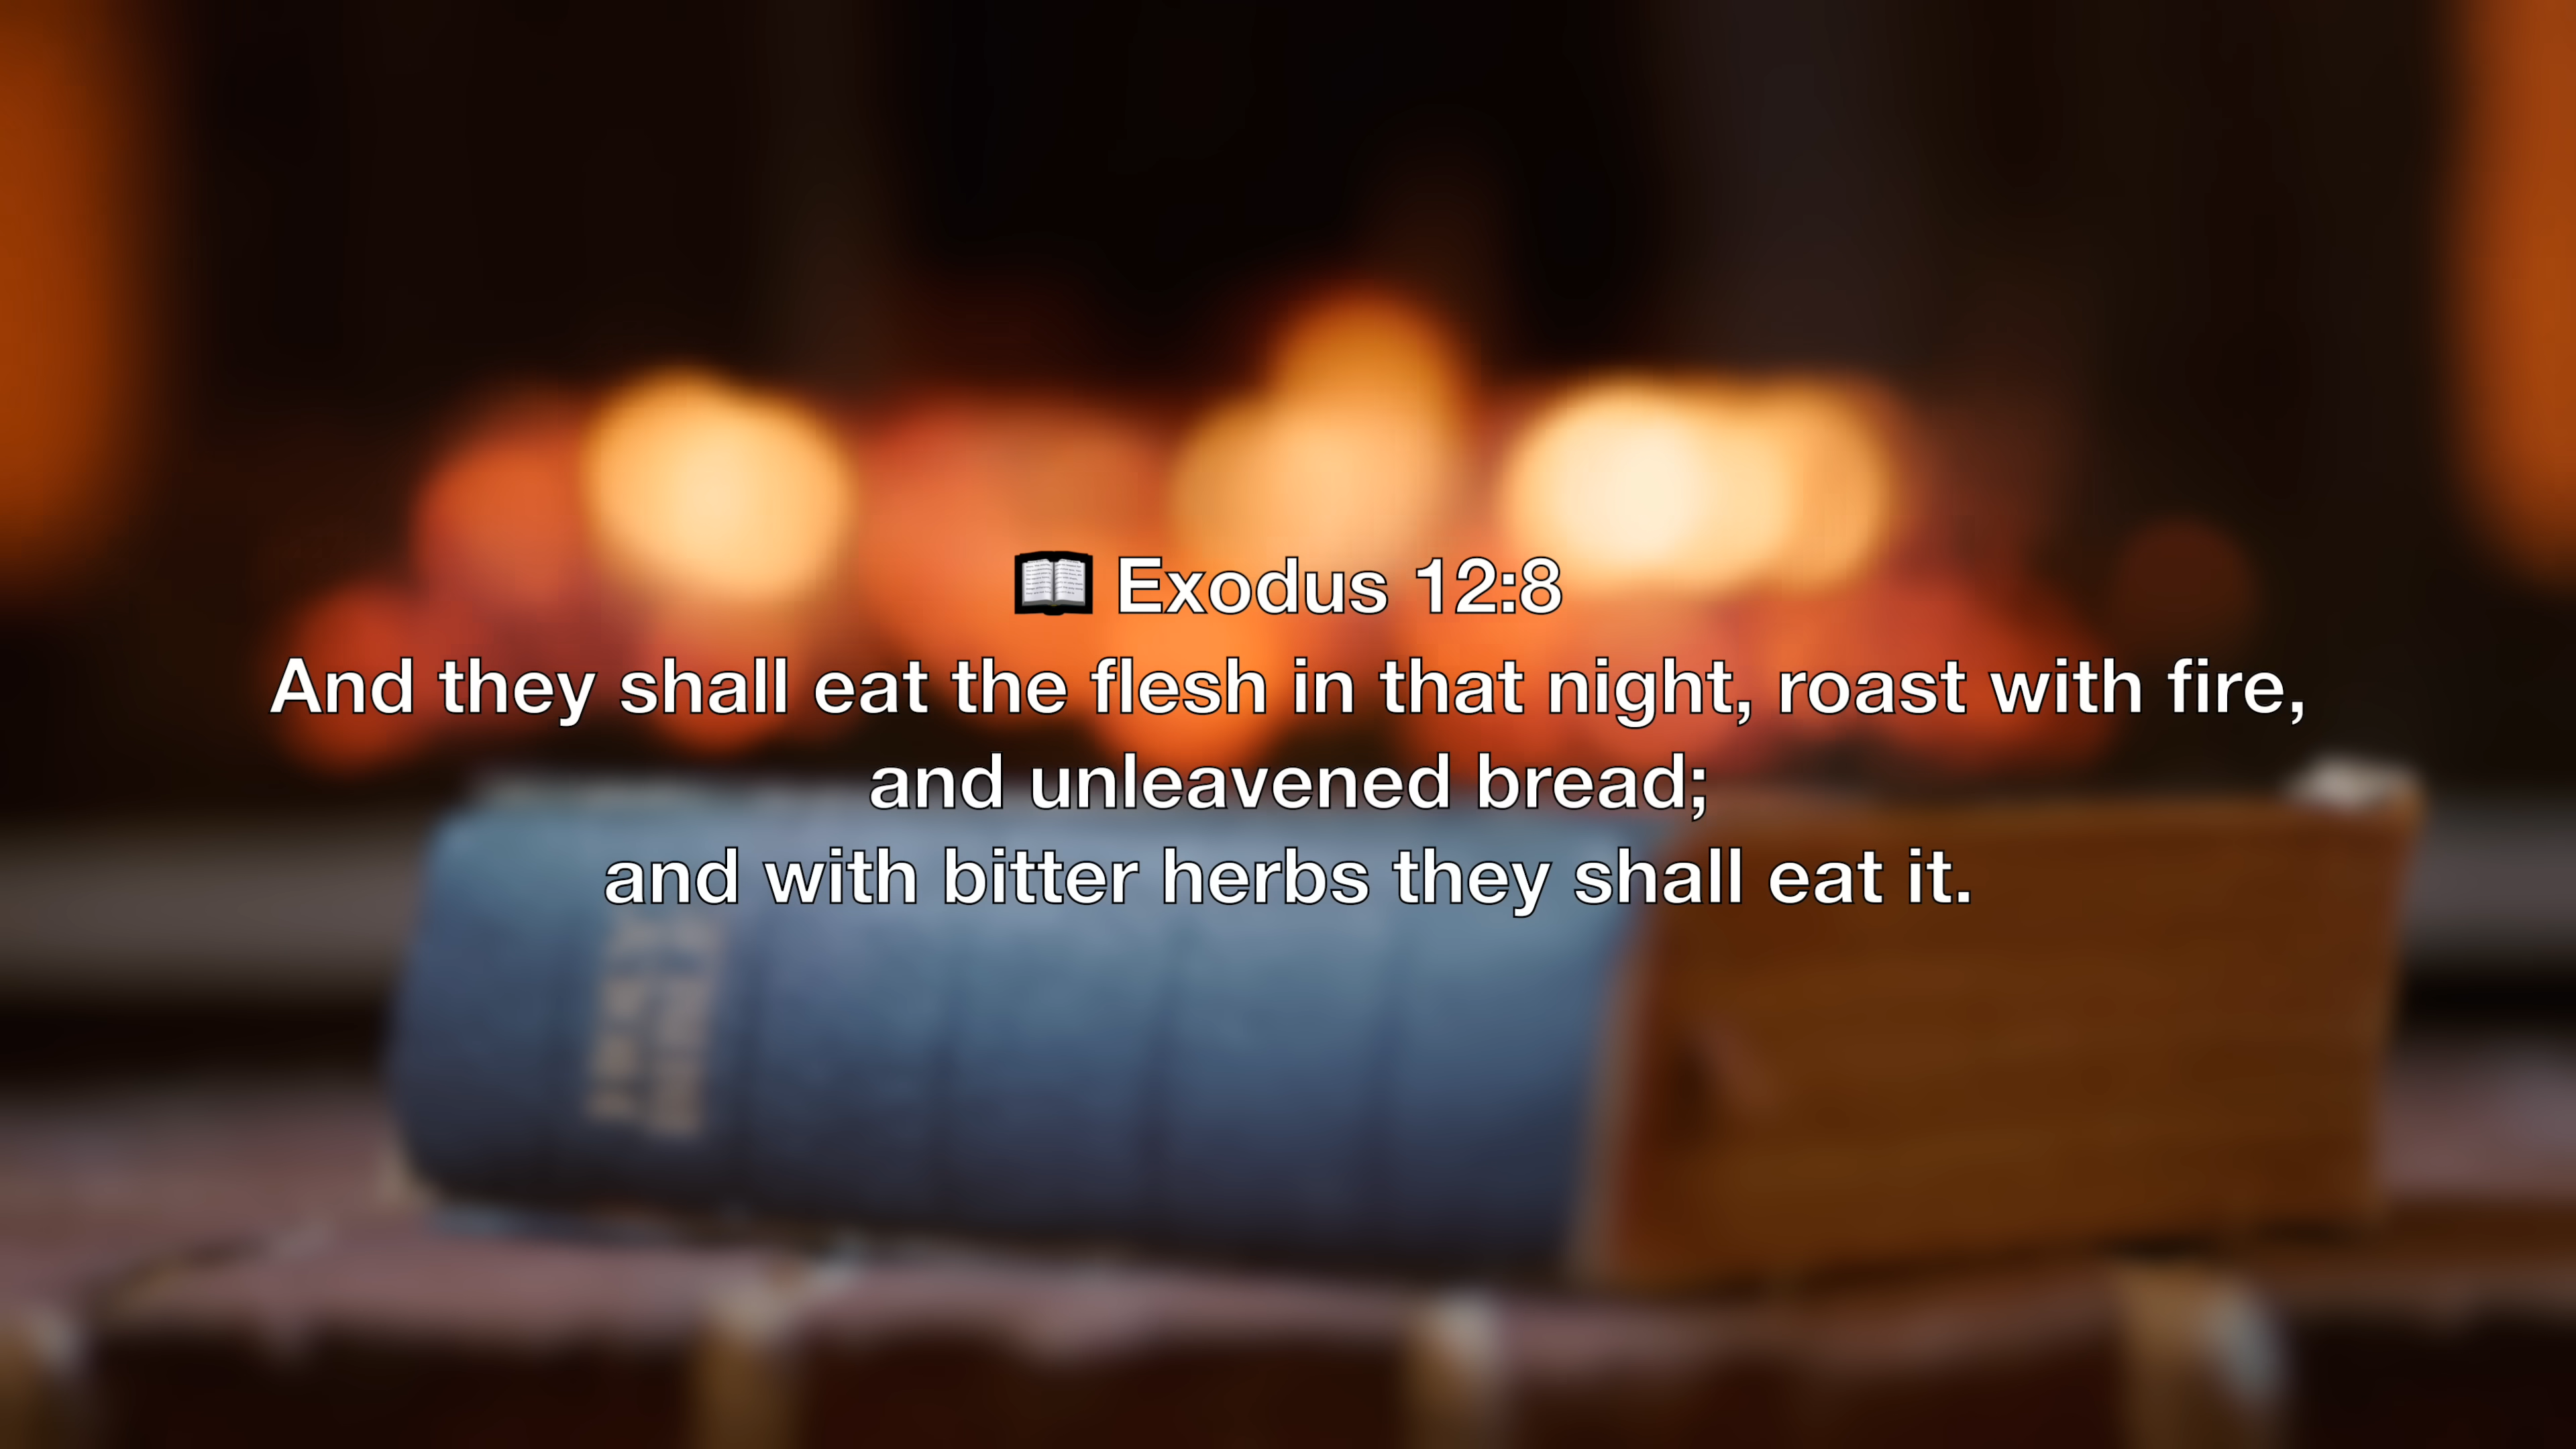 📖 Exodus 12:8
And they shall eat the flesh in that night, roast with fire,
and unleavened bread;
and with bitter herbs they shall eat it.